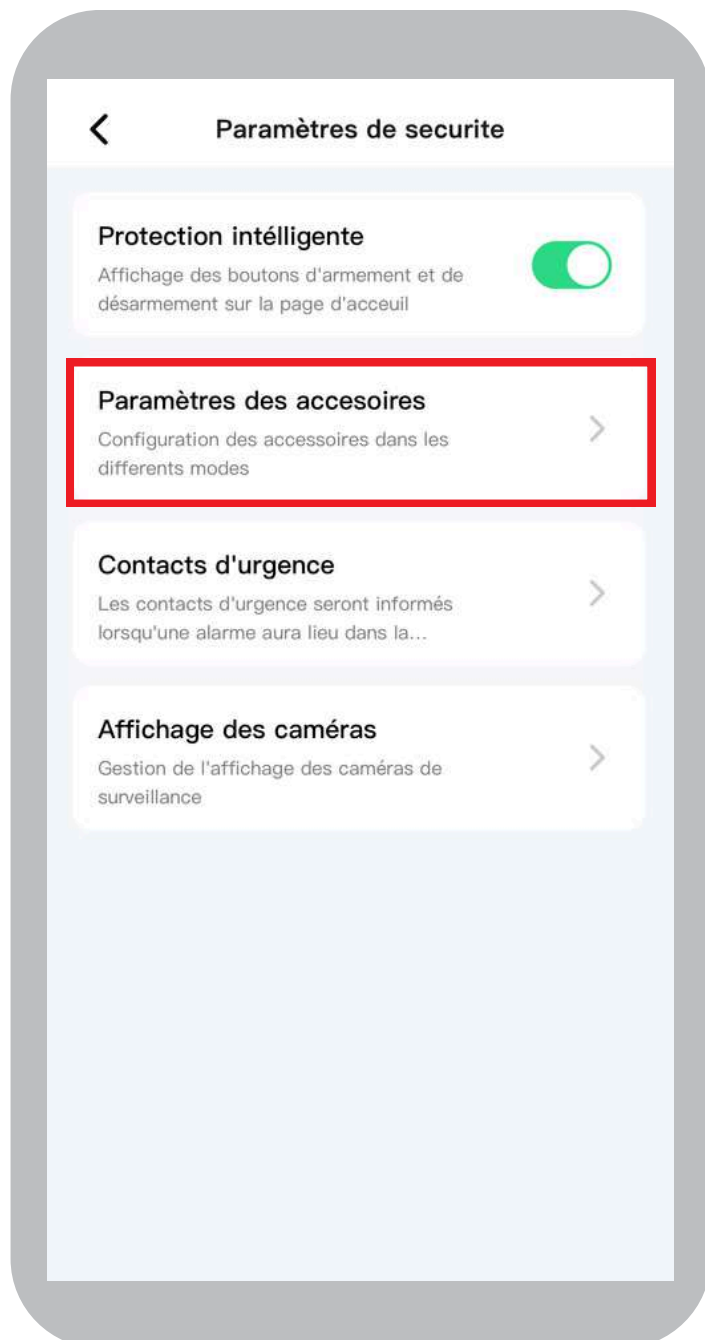 Paramètres de securite
Protection intélligente
Affichage des boutons d'armement et de
désarmement sur la page d'acceuil
Paramètres des accesoires
Configuration des accessoires dans les
differents modes
Contacts d'urgence
Les contacts d'urgence seront informés
lorsqu'une alarme aura lieu dans la...
Affichage des caméras
Gestion de l'affichage des caméras de
surveillance